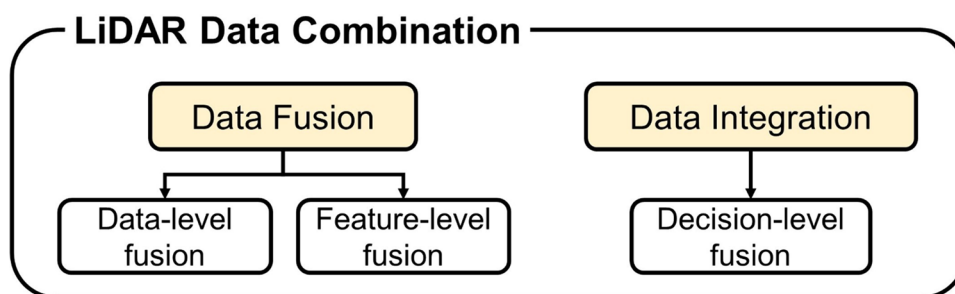 LiDAR Data Combination
Data Fusion
Data Integration
Data-level
fusion
Feature-level
fusion
Decision-level
fusion